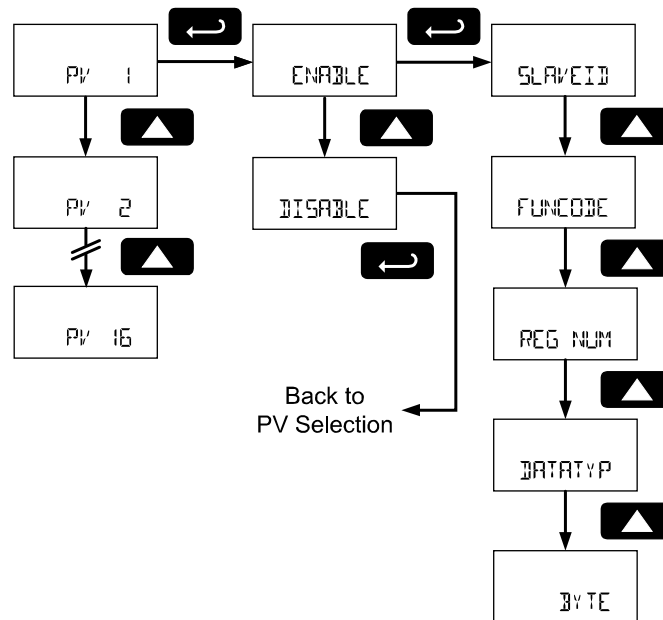 PV 1
ENABLE
SLAVEID
PV 2
DISABLE
FUNCODE
PV 16
REG NUM
Back to
PV Selection
DATATYP
BYTE